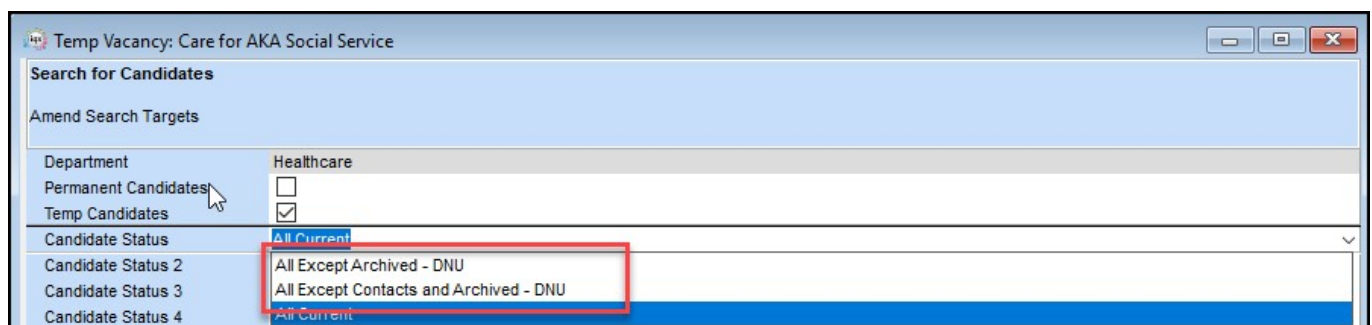 Temp Vacancy: Care for AKA Social Service
Search for Candidates
Amend Search Targets
Department Healthcare
Permanent Candidates
Temp Candidates
Candidate Status All Current
Candidate Status 2 All Except Archived - DNU
Candidate Status 3 All Except Contacts and Archived - DNU
Candidate Status 4 All Current